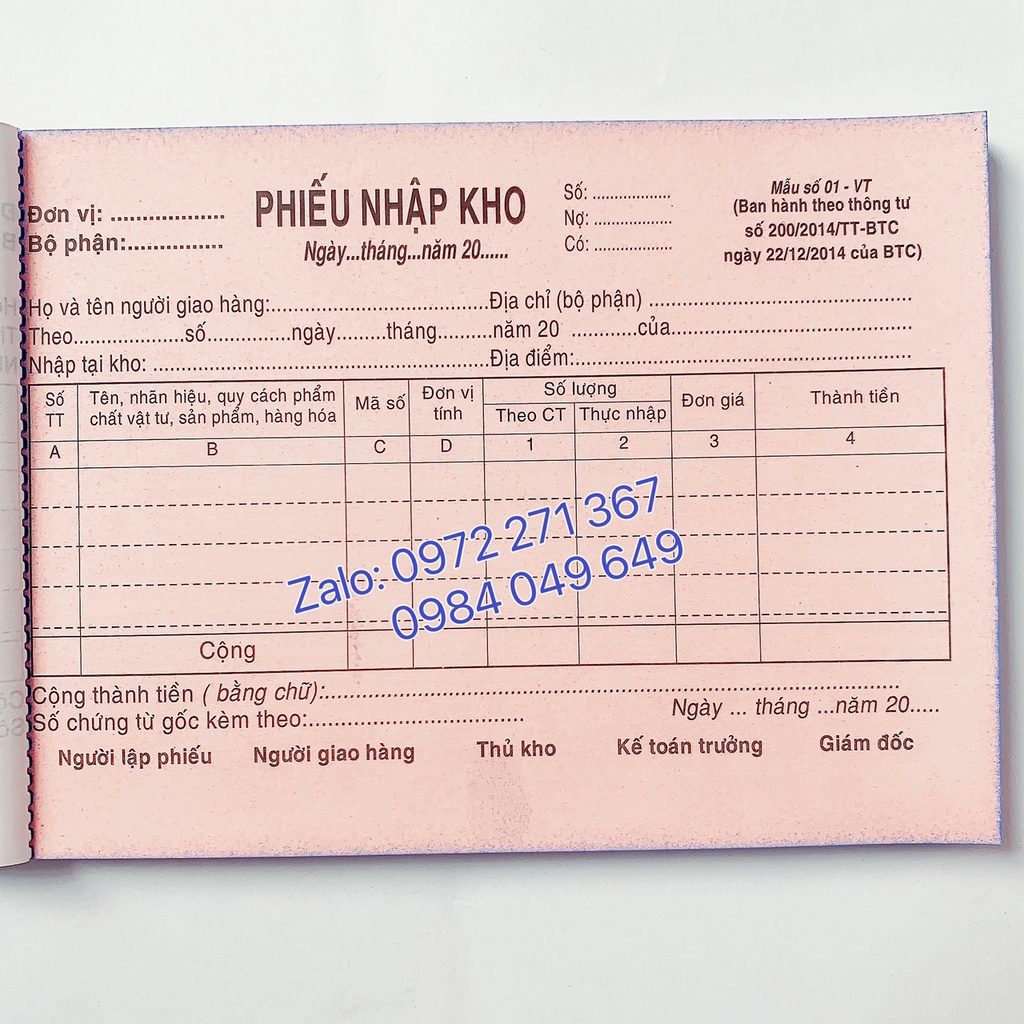 Đơn vị: ...................
Bộ phận:................
PHIẾU NHẬP KHO
Ngày...tháng...năm 20......
Số: ...................
Nợ: ...................
Có: ...................
Mẫu số 01 - VT
(Ban hành theo thông tư
số 200/2014/TT-BTC
ngày 22/12/2014 của BTC)
Họ và tên người giao hàng:........................................Địa chỉ (bộ phận) ................................................
Theo....................số...............ngày.........tháng..........năm 20 ............của............................................
Nhập tại kho: ..............................................................Địa điểm:.............................................................
Số TT
Tên, nhãn hiệu, quy cách phẩm chất vật tư, sản phẩm, hàng hóa
Mã số
Đơn vị tính
Số lượng
Theo CT
Thực nhập
Đơn giá
Thành tiền
A B C D 1 2 3 4
Zalo: 0972 271 367
0984 049 649
Cộng
Cộng thành tiền ( bằng chữ):.........................................................................................................
Số chứng từ gốc kèm theo:.......................................
Ngày ... tháng ...năm 20.....
Người lập phiếu Người giao hàng Thủ kho Kế toán trưởng Giám đốc